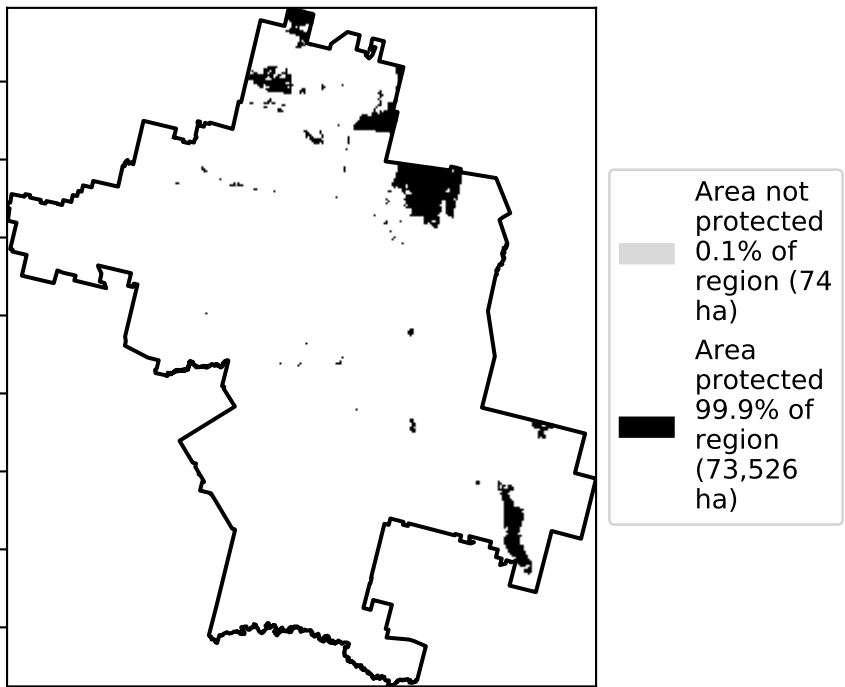 Area not
protected
0.1% of
region (74
ha)
Area
protected
99.9% of
region
(73,526
ha)